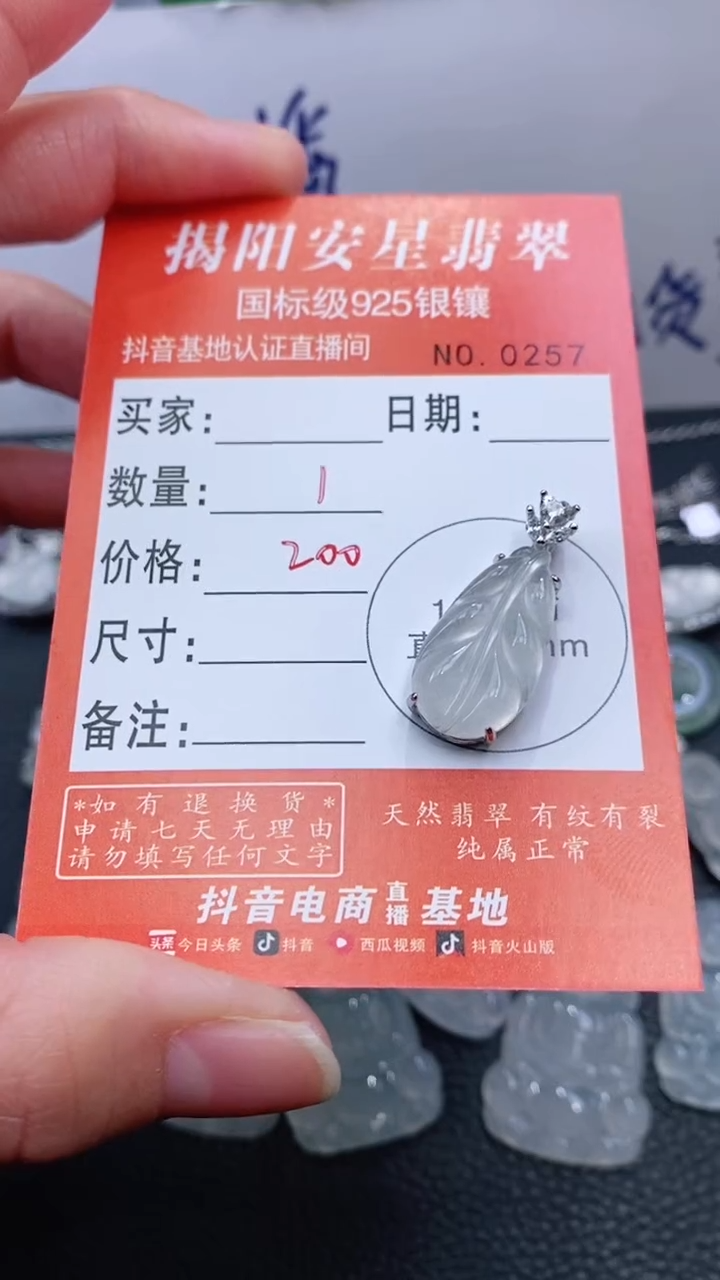 揭阳安星翡翠
国标级925银镶
抖音基地认证直播间 NO. 0257
买家: 日期:
数量: 1
价格: 200
尺寸:
备注:
*如有退换货*
申请七天无理由
请勿填写任何文字
天然翡翠 有纹有裂
纯属正常
抖音电商直播基地
头条 今日头条 抖音 西瓜视频 抖音火山版